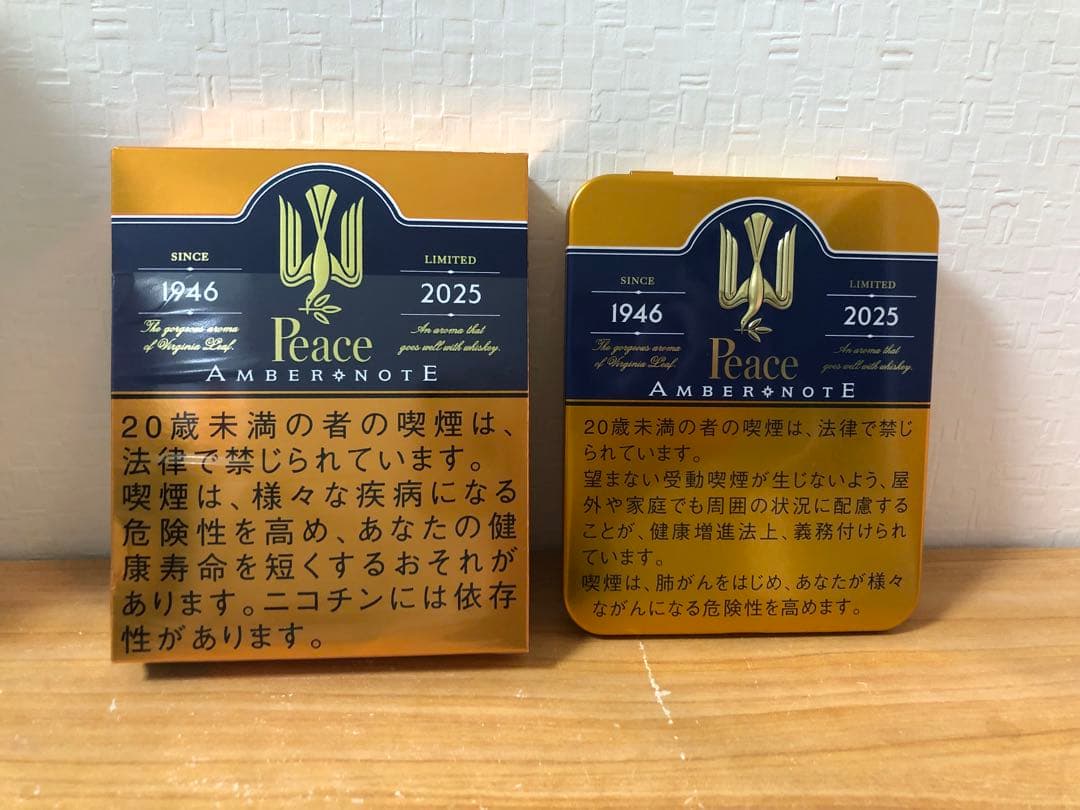 SINCE
1946
The gorgeous aroma
of Virginia Leaf.
LIMITED
2025
An aroma that
goes well with whiskey.
Peace
AMBER NOTE
20歳未満の者の喫煙は、
法律で禁じられています。
喫煙は、様々な疾病になる
危険性を高め、あなたの健
康寿命を短くするおそれが
あります。ニコチンには依存
性があります。
SINCE
1946
The gorgeous aroma
of Virginia Leaf.
LIMITED
2025
An aroma that
goes well with whiskey.
Peace
AMBER NOTE
20歳未満の者の喫煙は、法律で禁じ
られています。
望まない受動喫煙が生じないよう、屋
外や家庭でも周囲の状況に配慮する
ことが、健康増進法上、義務付けられ
ています。
喫煙は、肺がんをはじめ、あなたが様々
ながんになる危険性を高めます。